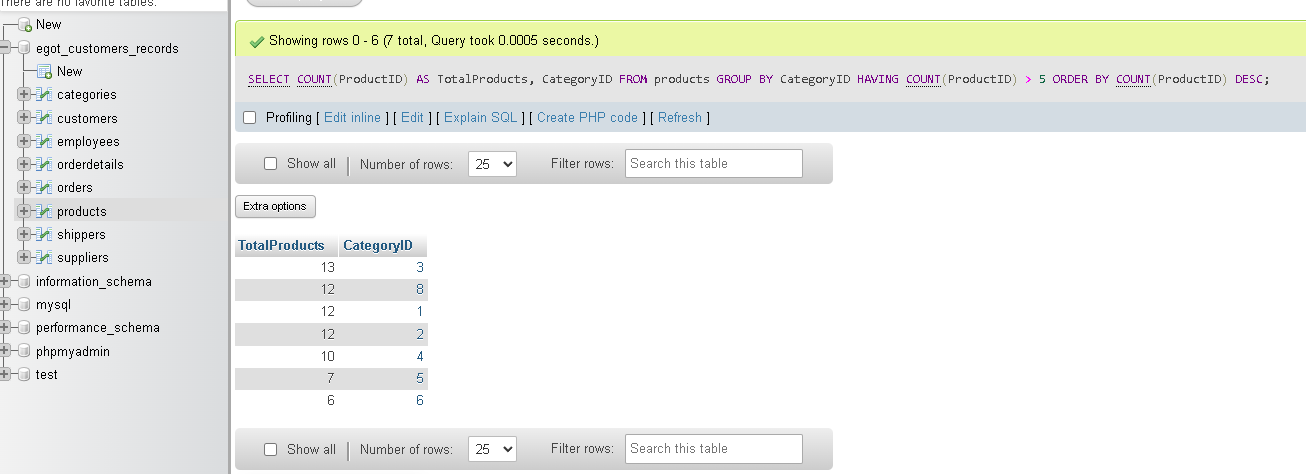 There are no favorite tables.
New
egot_customers_records
New
categories
customers
employees
orderdetails
orders
products
shippers
suppliers
information_schema
mysql
performance_schema
phpmyadmin
test
Showing rows 0 - 6 (7 total, Query took 0.0005 seconds.)
SELECT COUNT(ProductID) AS TotalProducts, CategoryID FROM products GROUP BY CategoryID HAVING COUNT(ProductID) > 5 ORDER BY COUNT(ProductID) DESC;
Profiling [ Edit inline ] [ Edit ] [ Explain SQL ] [ Create PHP code ] [ Refresh ]
Show all | Number of rows: 25 Filter rows: Search this table
Extra options
TotalProducts CategoryID
13 3
12 8
12 1
12 2
10 4
7 5
6 6
Show all | Number of rows: 25 Filter rows: Search this table